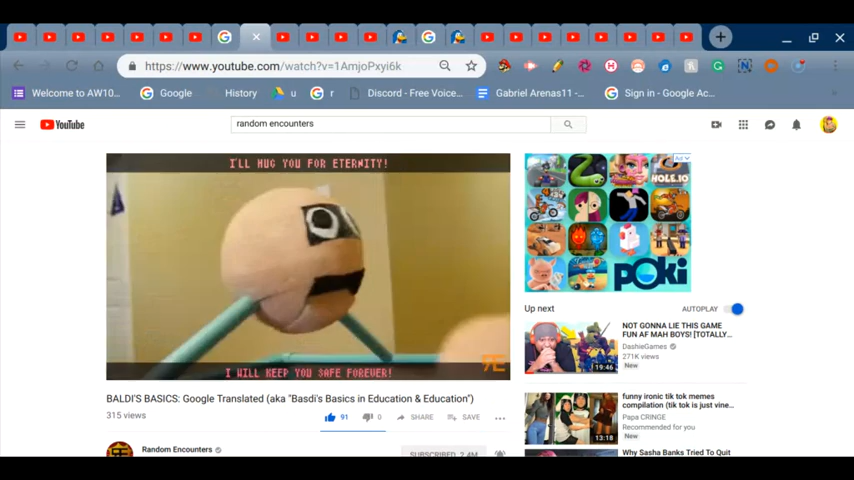 https://www.youtube.com/watch?v=1AmjoPxyi6k
Welcome to AW10...
Google
History
u
r
Discord - Free Voice...
Gabriel Arenas11 -...
Sign in - Google Ac...
YouTube
random encounters
I'LL HUG YOU FOR ETERNITY!
I WILL KEEP YOU SAFE FOREVER!
RE
BALDI'S BASICS: Google Translated (aka "Basdi's Basics in Education & Education")
315 views
91
0
SHARE
SAVE
Random Encounters
SUBSCRIBED 2.4M
Ad
HOLE.IO
POKI
Up next
AUTOPLAY
NOT GONNA LIE THIS GAME
FUN AF MAH BOYS! [TOTALLY...
DashieGames
271K views
New
19:46
funny ironic tik tok memes
compilation (tik tok is just vine...
Papa CRINGE
Recommended for you
New
13:18
Why Sasha Banks Tried To Quit